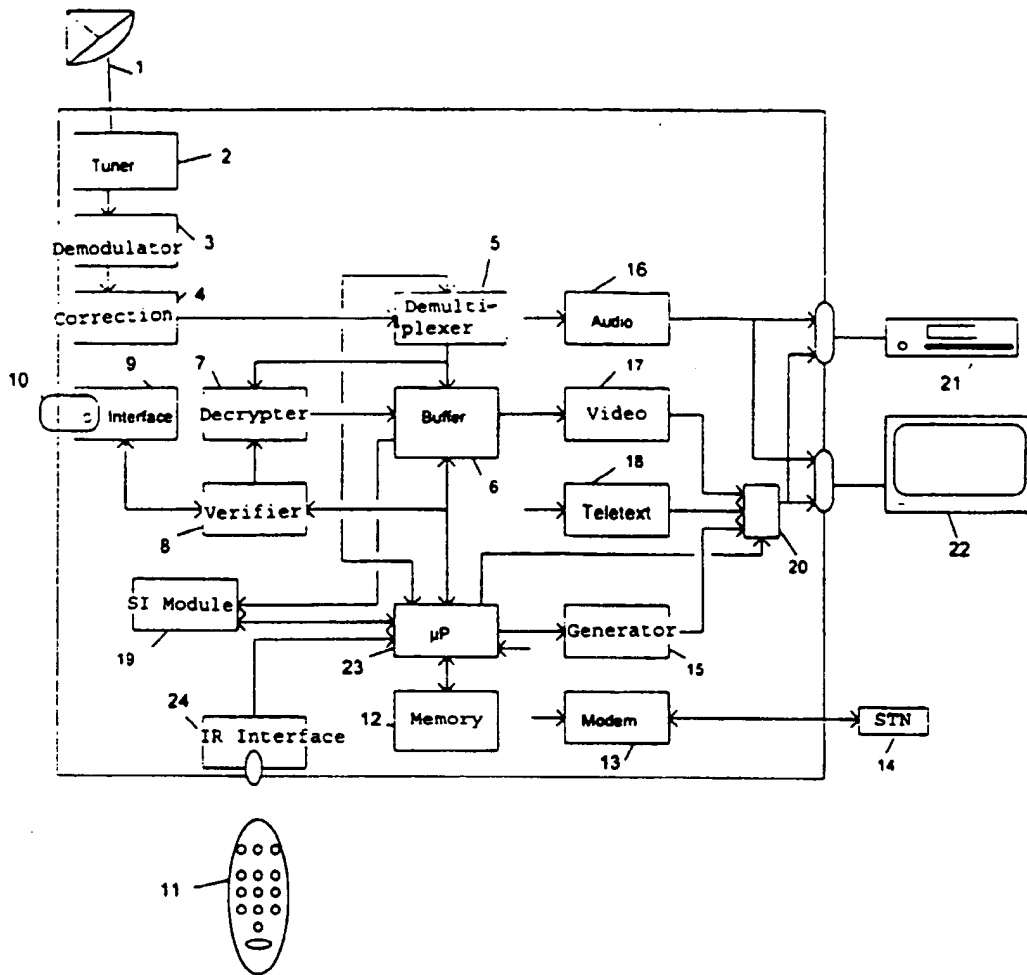 1
Tuner
2
Demodulator
3
Correction
4
5
Demulti-
plexer
16
Audio
21
10
9
Interface
7
Decrypter
Buffer
6
17
Video
18
Teletext
20
22
Verifier
8
SI Module
19
µP
23
Generator
15
24
IR Interface
12
Memory
Modem
13
STN
14
11